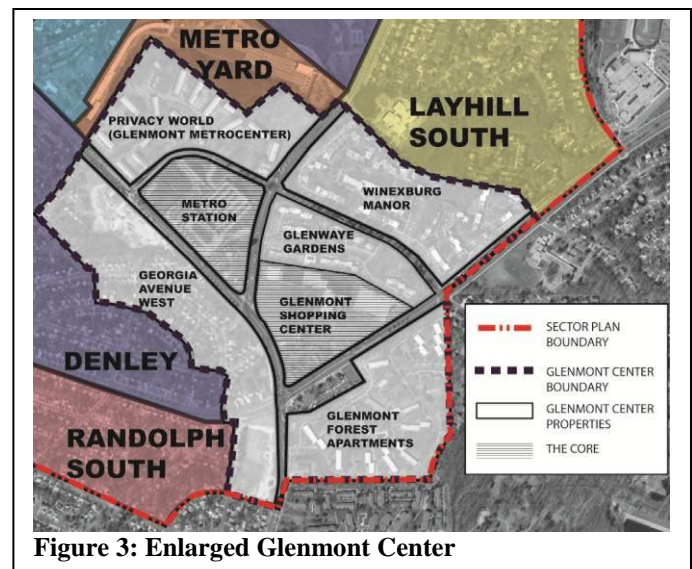 METRO
YARD
LAYHILL
SOUTH
PRIVACY WORLD
(GLENMONT METROCENTER)
WINEXBURG
MANOR
METRO
STATION
GLENWAYE
GARDENS
GEORGIA
AVENUE
WEST
GLENMONT
SHOPPING
CENTER
DENLEY
RANDOLPH
SOUTH
GLENMONT
FOREST
APARTMENTS
SECTOR PLAN
BOUNDARY
GLENMONT CENTER
BOUNDARY
GLENMONT CENTER
PROPERTIES
THE CORE
Figure 3: Enlarged Glenmont Center